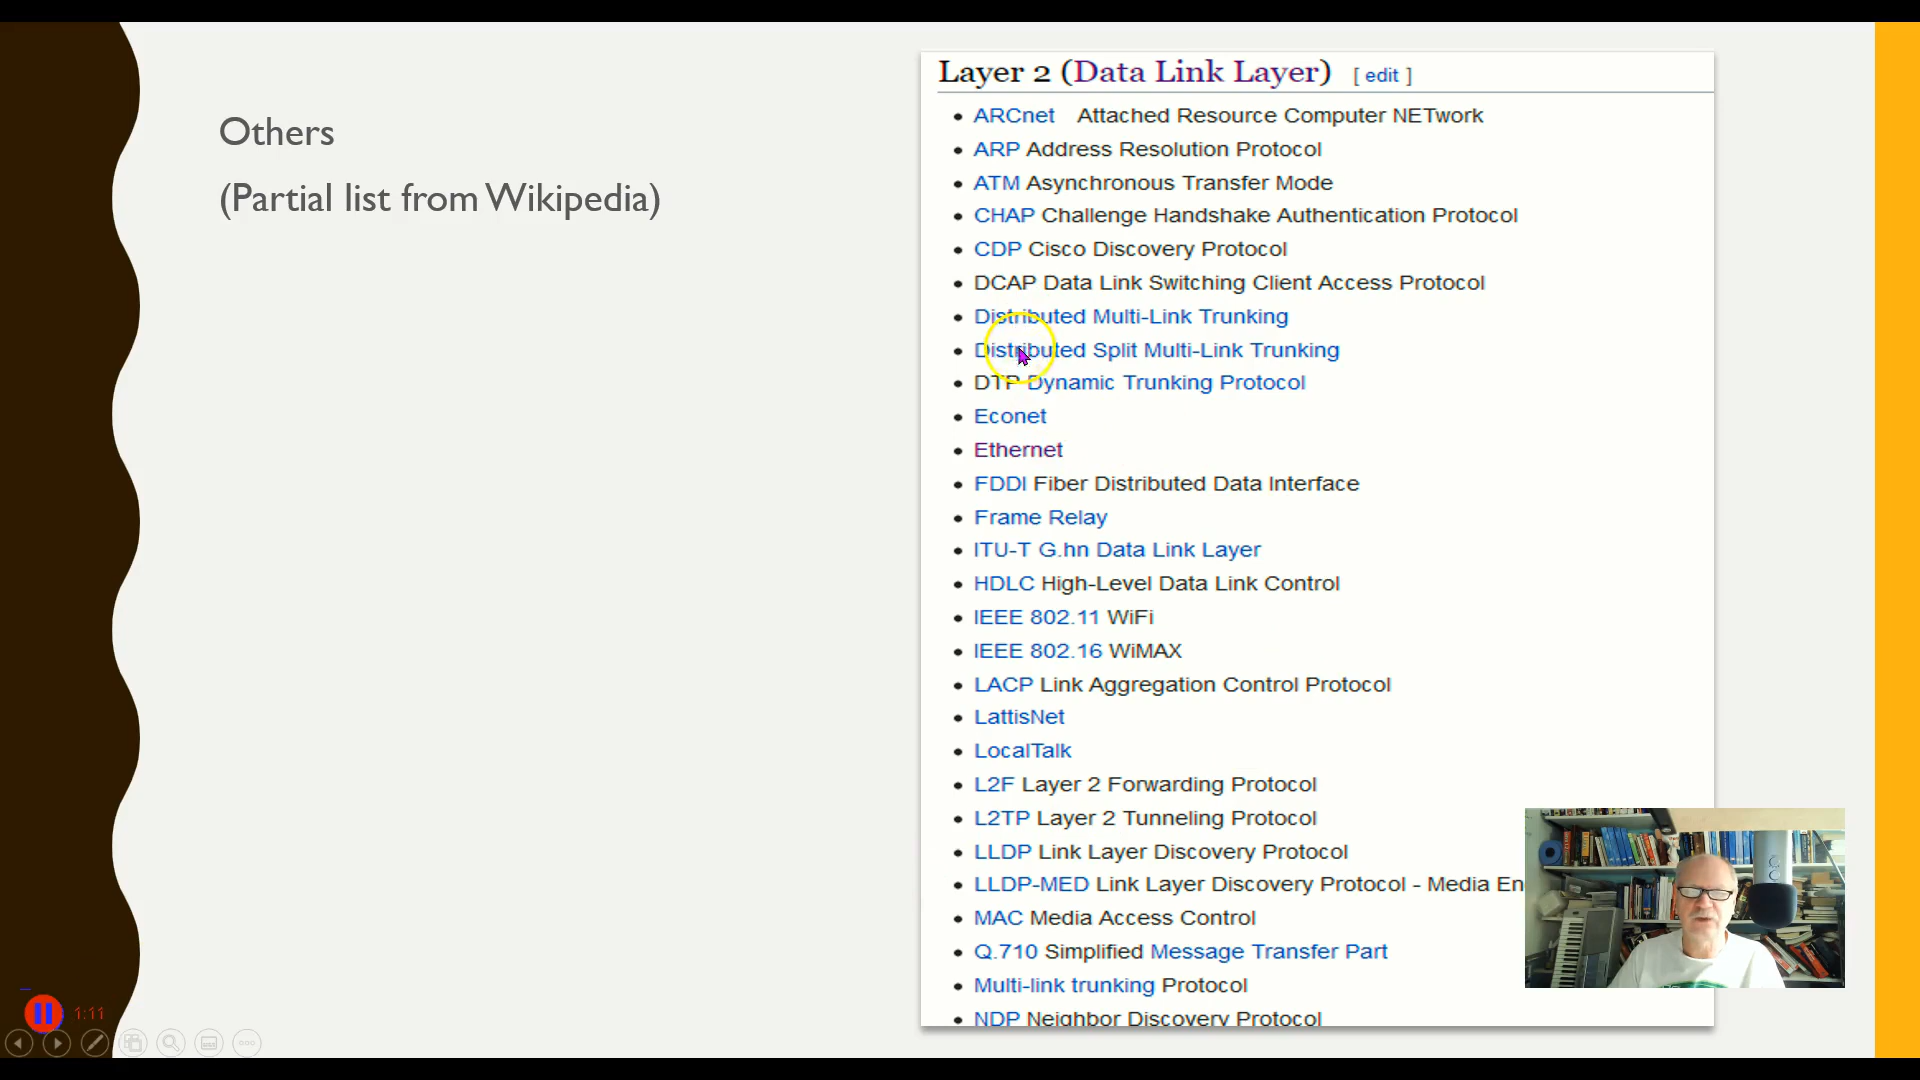 Others
(Partial list from Wikipedia)
Layer 2 (Data Link Layer) [ edit ]
• ARCnet Attached Resource Computer NETwork
• ARP Address Resolution Protocol
• ATM Asynchronous Transfer Mode
• CHAP Challenge Handshake Authentication Protocol
• CDP Cisco Discovery Protocol
• DCAP Data Link Switching Client Access Protocol
• Distributed Multi-Link Trunking
• Distributed Split Multi-Link Trunking
• DTP Dynamic Trunking Protocol
• Econet
• Ethernet
• FDDI Fiber Distributed Data Interface
• Frame Relay
• ITU-T G.hn Data Link Layer
• HDLC High-Level Data Link Control
• IEEE 802.11 WiFi
• IEEE 802.16 WiMAX
• LACP Link Aggregation Control Protocol
• LattisNet
• LocalTalk
• L2F Layer 2 Forwarding Protocol
• L2TP Layer 2 Tunneling Protocol
• LLDP Link Layer Discovery Protocol
• LLDP-MED Link Layer Discovery Protocol - Media En
• MAC Media Access Control
• Q.710 Simplified Message Transfer Part
• Multi-link trunking Protocol
• NDP Neighbor Discovery Protocol
1:11